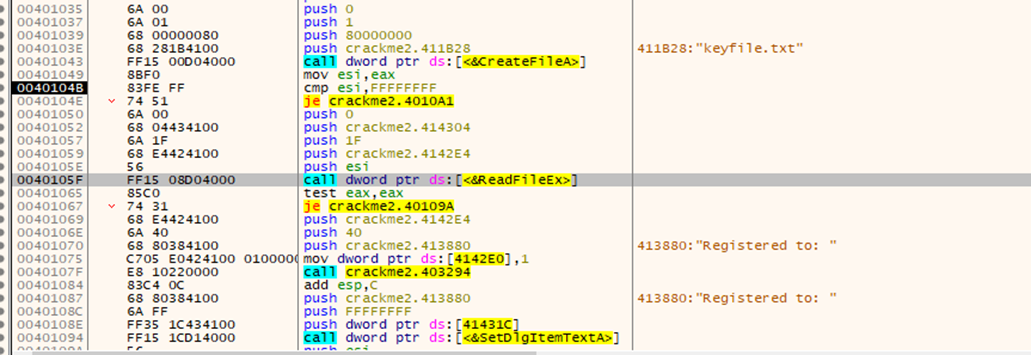 00401035 6A 00 push 0
00401037 6A 01 push 1
00401039 68 00000080 push 80000000
0040103E 68 281B4100 push crackme2.411B28 411B28:"keyfile.txt"
00401043 FF15 00D04000 call dword ptr ds:[<&CreateFileA>]
00401049 8BF0 mov esi,eax
0040104B 83FE FF cmp esi,FFFFFFFF
0040104E 74 51 je crackme2.4010A1
00401050 6A 00 push 0
00401052 68 04434100 push crackme2.414304
00401057 6A 1F push 1F
00401059 68 E4424100 push crackme2.4142E4
0040105E 56 push esi
0040105F FF15 08D04000 call dword ptr ds:[<&ReadFileEx>]
00401065 85C0 test eax,eax
00401067 74 31 je crackme2.40109A
00401069 68 E4424100 push crackme2.4142E4
0040106E 6A 40 push 40
00401070 68 80384100 push crackme2.413880 413880:"Registered to: "
00401075 C705 E0424100 0100000 mov dword ptr ds:[4142E0],1
0040107F E8 10220000 call crackme2.403294
00401084 83C4 0C add esp,C
00401087 68 80384100 push crackme2.413880 413880:"Registered to: "
0040108C 6A FF push FFFFFFFF
0040108E FF35 1C434100 push dword ptr ds:[41431C]
00401094 FF15 1CD14000 call dword ptr ds:[<&SetDlgItemTextA>]